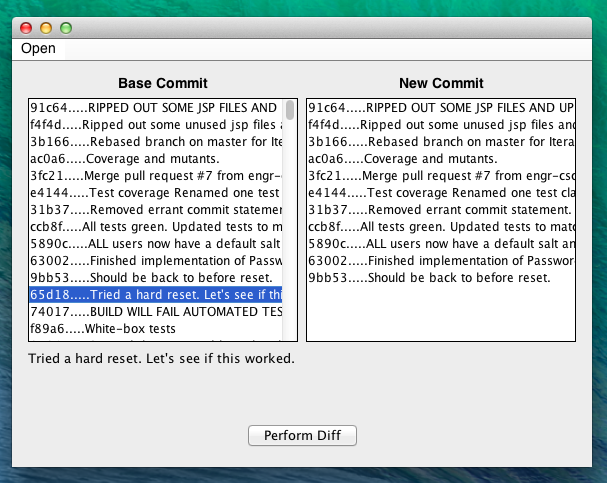 Open
Base Commit
91c64.....RIPPED OUT SOME JSP FILES AND
f4f4d.....Ripped out some unused jsp files
3b166.....Rebased branch on master for Itera
ac0a6.....Coverage and mutants.
3fc21.....Merge pull request #7 from engr-
e4144.....Test coverage Renamed one test
31b37.....Removed errant commit statemer
ccb8f.....All tests green. Updated tests to m
5890c.....ALL users now have a default salt
63002.....Finished implementation of Passw
9bb53.....Should be back to before reset.
65d18.....Tried a hard reset. Let's see if thi
74017.....BUILD WILL FAIL AUTOMATED TES
f89a6.....White-box tests
New Commit
91c64.....RIPPED OUT SOME JSP FILES AND UP
f4f4d.....Ripped out some unused jsp files and
3b166.....Rebased branch on master for Itera
ac0a6.....Coverage and mutants.
3fc21.....Merge pull request #7 from engr-csc
e4144.....Test coverage Renamed one test cla
31b37.....Removed errant commit statement.
ccb8f.....All tests green. Updated tests to matc
5890c.....ALL users now have a default salt an
63002.....Finished implementation of Passwor
9bb53.....Should be back to before reset.
Tried a hard reset. Let's see if this worked.
Perform Diff